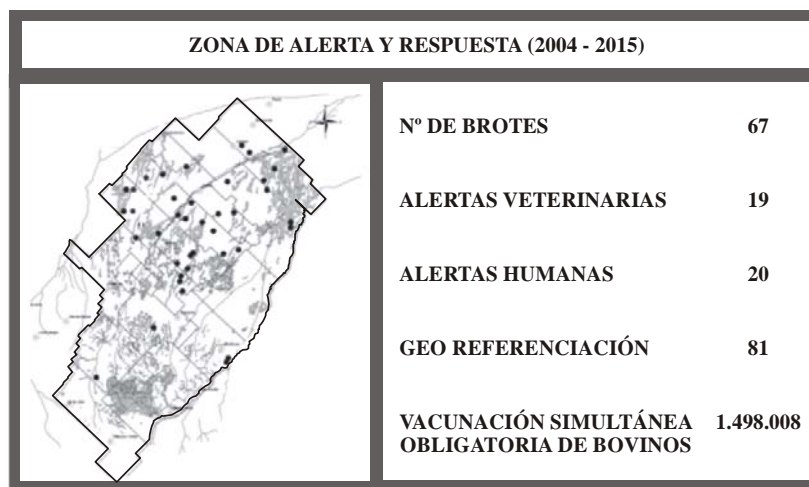 ZONA DE ALERTA Y RESPUESTA (2004 - 2015)
Nº DE BROTES 67
ALERTAS VETERINARIAS 19
ALERTAS HUMANAS 20
GEO REFERENCIACIÓN 81
VACUNACIÓN SIMULTÁNEA 1.498.008
OBLIGATORIA DE BOVINOS